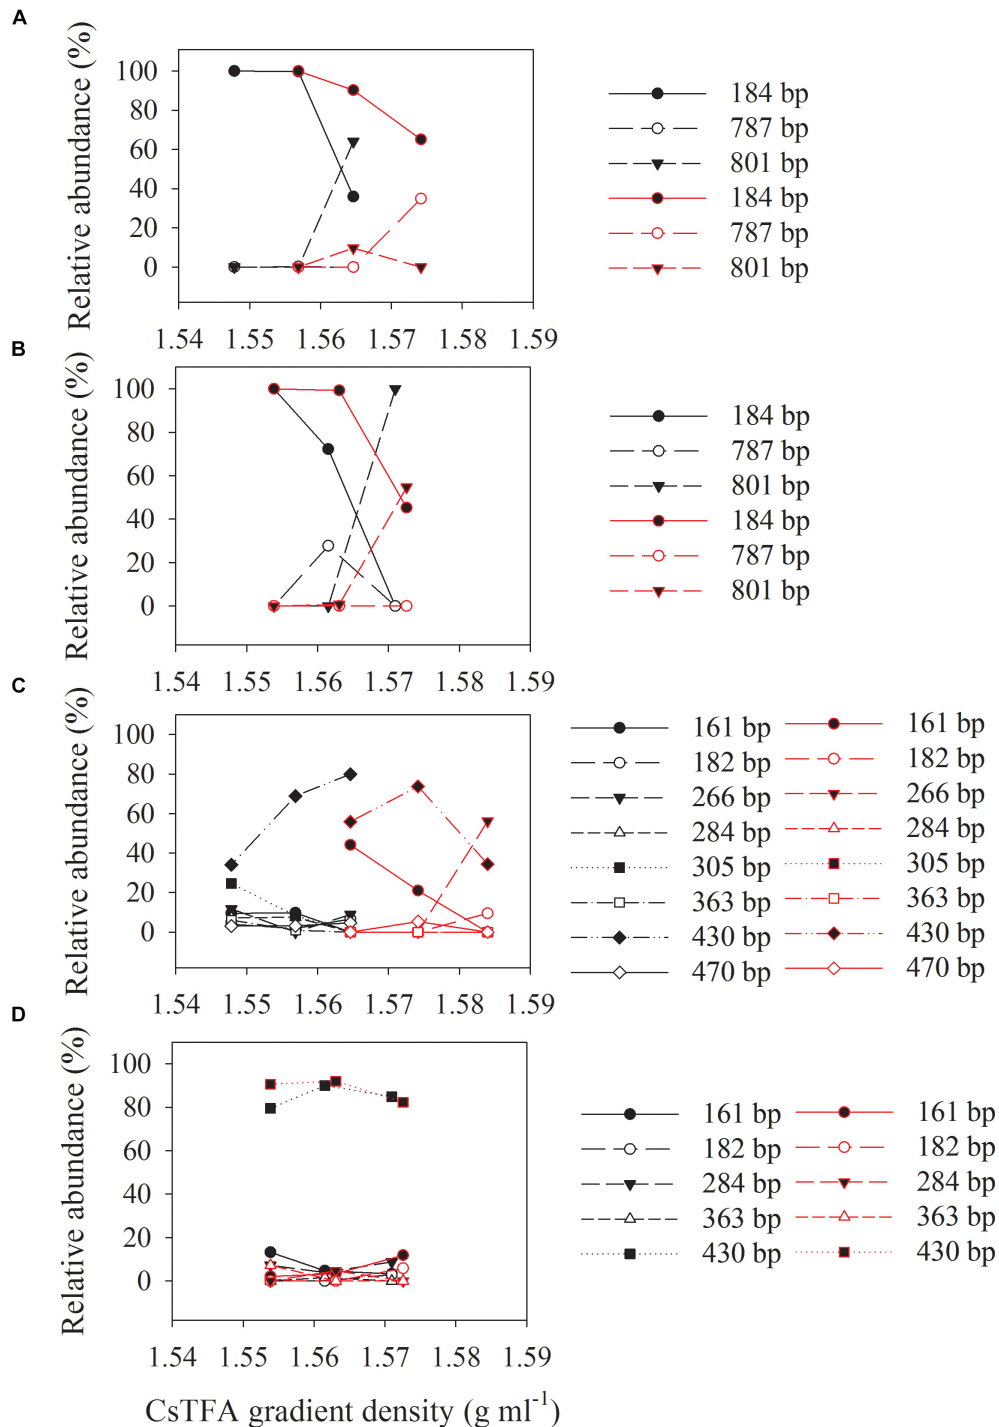 A
Relative abundance (%)
100
80
60
40
20
0
1.54 1.55 1.56 1.57 1.58 1.59
184 bp
787 bp
801 bp
184 bp
787 bp
801 bp
B
Relative abundance (%)
100
80
60
40
20
0
1.54 1.55 1.56 1.57 1.58 1.59
184 bp
787 bp
801 bp
184 bp
787 bp
801 bp
C
Relative abundance (%)
100
80
60
40
20
0
1.54 1.55 1.56 1.57 1.58 1.59
161 bp 161 bp
182 bp 182 bp
266 bp 266 bp
284 bp 284 bp
305 bp 305 bp
363 bp 363 bp
430 bp 430 bp
470 bp 470 bp
D
Relative abundance (%)
100
80
60
40
20
0
1.54 1.55 1.56 1.57 1.58 1.59
161 bp 161 bp
182 bp 182 bp
284 bp 284 bp
363 bp 363 bp
430 bp 430 bp
CsTFA gradient density (g ml⁻¹)